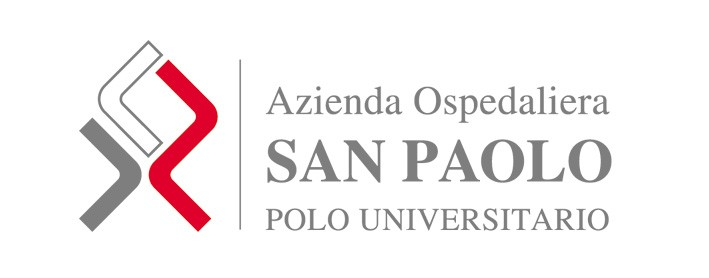 Azienda Ospedaliera
SAN PAOLO
POLO UNIVERSITARIO